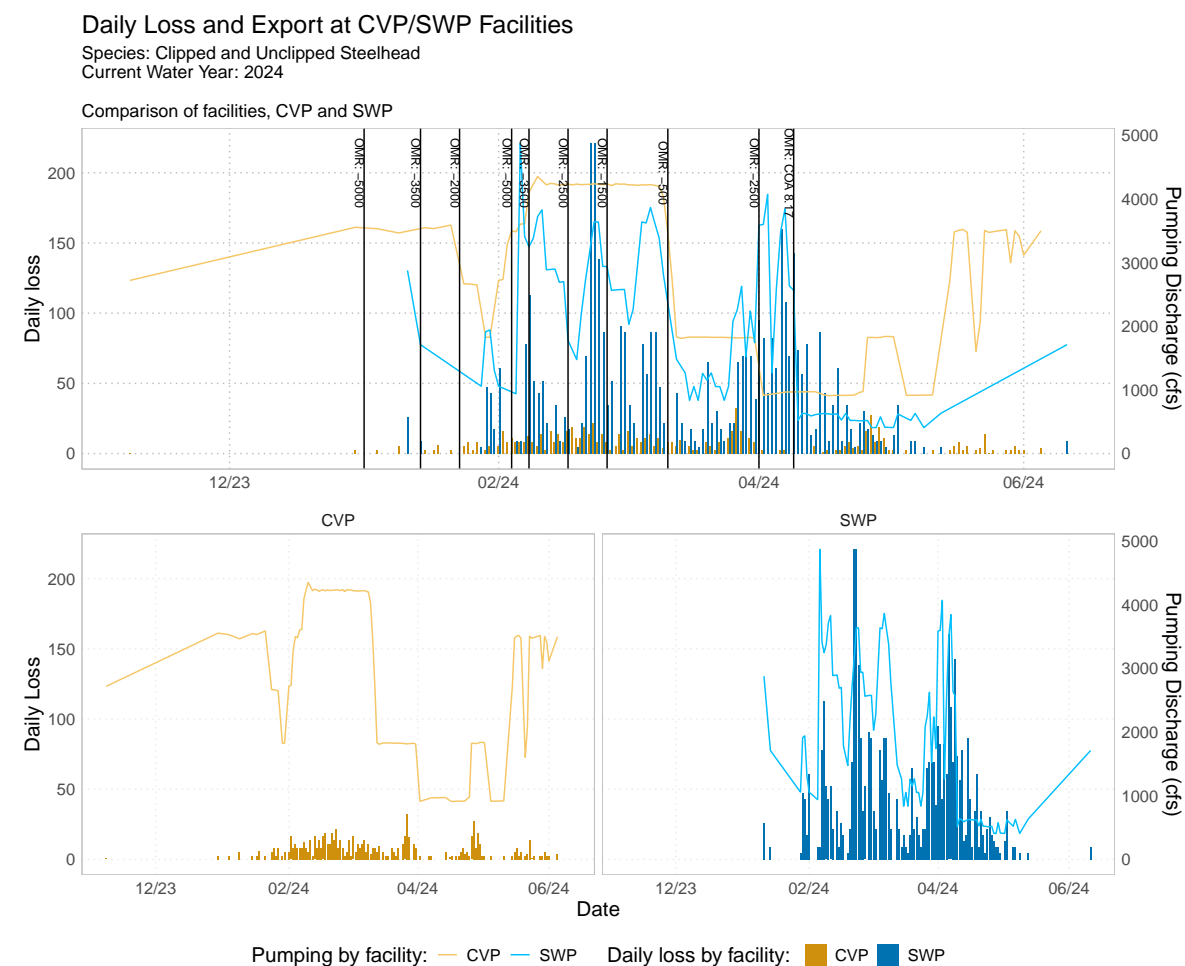 Daily Loss and Export at CVP/SWP Facilities
Species: Clipped and Unclipped Steelhead
Current Water Year: 2024
Comparison of facilities, CVP and SWP
Daily loss
200
150
100
50
0
OMR: −5000
OMR: −3500
OMR: −2000
OMR: −5000
OMR: −3500
OMR: −2500
OMR: −1500
OMR: −500
OMR: −2500
OMR: COA 8.17
5000
4000
3000
2000
1000
0
Pumping Discharge (cfs)
12/23 02/24 04/24 06/24
CVP SWP
Daily Loss
200
150
100
50
0
5000
4000
3000
2000
1000
0
Pumping Discharge (cfs)
12/23 02/24 04/24 06/24 12/23 02/24 04/24 06/24
Date
Pumping by facility: CVP SWP Daily loss by facility: CVP SWP